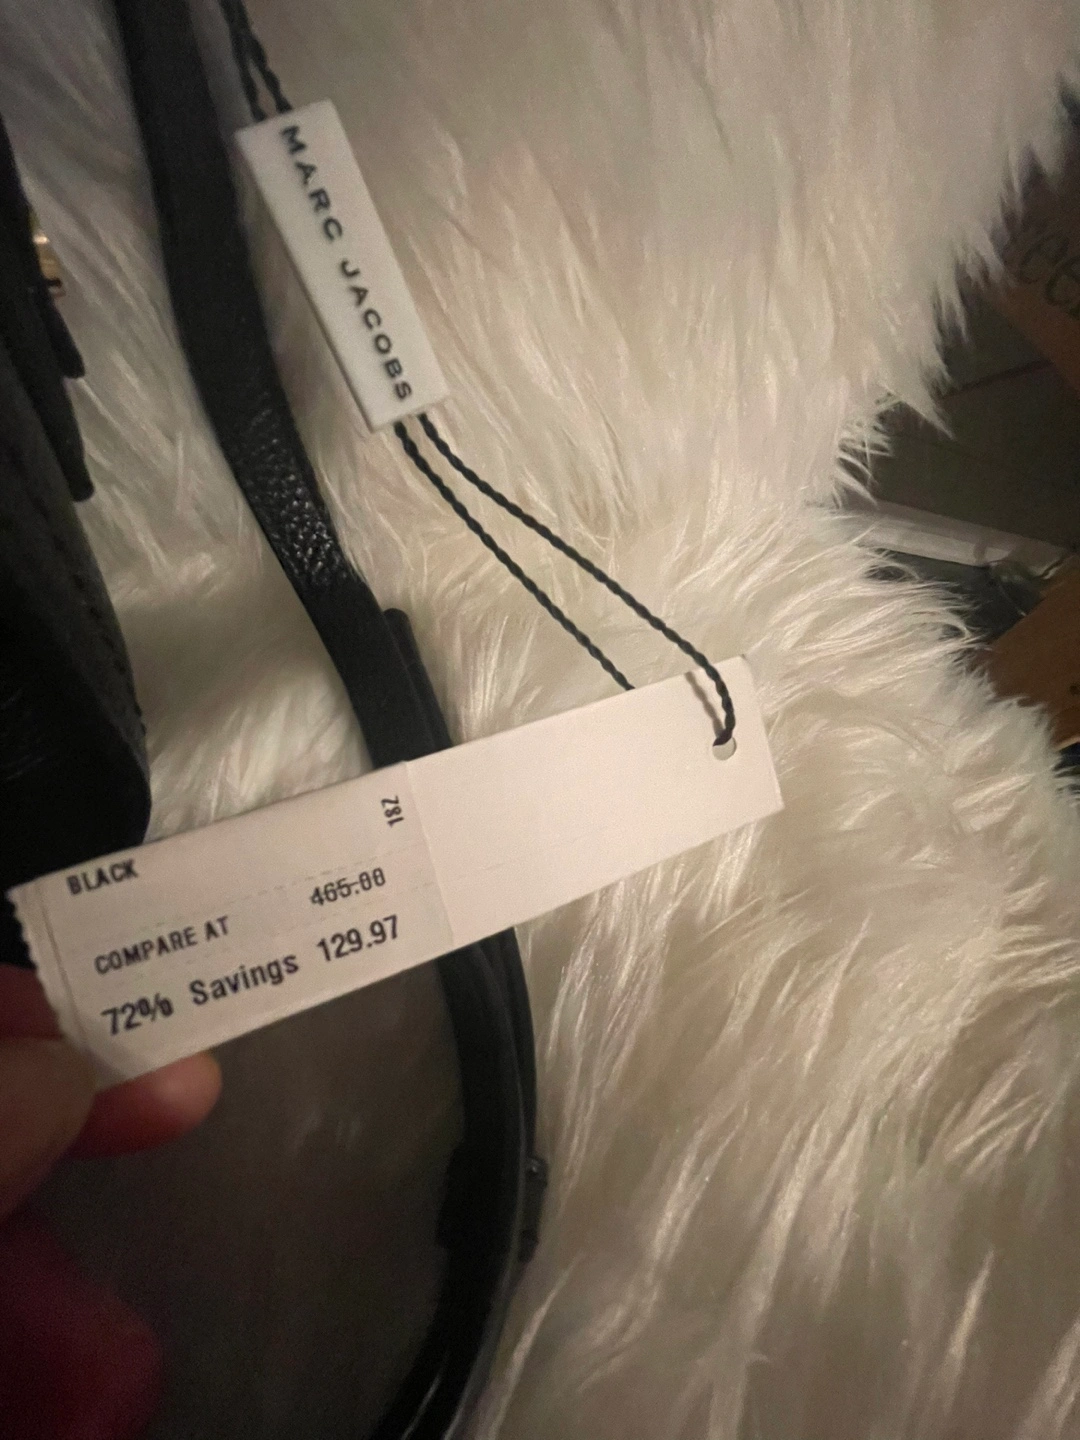 MARC JACOBS
182
BLACK
COMPARE AT 465.00
72% Savings 129.97